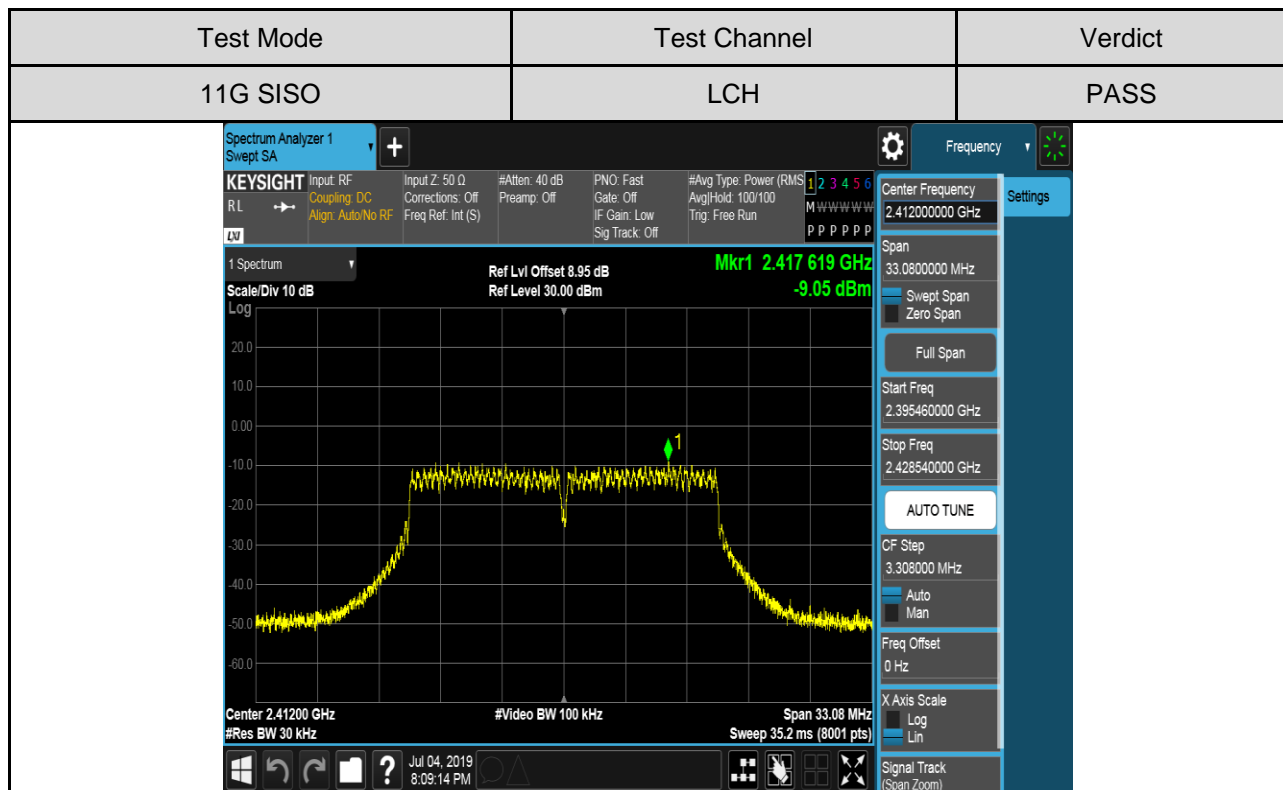 Test Mode Test Channel Verdict
11G SISO LCH PASS
Spectrum Analyzer 1
Swept SA
+
Frequency
KEYSIGHT Input: RF Input Z: 50 Ω #Atten: 40 dB PNO: Fast #Avg Type: Power (RMS 1 2 3 4 5 6
RL Coupling: DC Corrections: Off Preamp: Off Gate: Off Avg|Hold: 100/100 M W W W W W
Align: Auto/No RF Freq Ref: Int (S) IF Gain: Low Trig: Free Run
LXI Sig Track: Off P P P P P P
1 Spectrum Ref Lvl Offset 8.95 dB Mkr1 2.417 619 GHz
Scale/Div 10 dB Ref Level 30.00 dBm -9.05 dBm
Log
20.0
10.0
0.00
1
-10.0
-20.0
-30.0
-40.0
-50.0
-60.0
Center 2.41200 GHz #Video BW 100 kHz Span 33.08 MHz
#Res BW 30 kHz Sweep 35.2 ms (8001 pts)
?
Jul 04, 2019
8:09:14 PM
Center Frequency
2.412000000 GHz
Settings
Span
33.0800000 MHz
Swept Span
Zero Span
Full Span
Start Freq
2.395460000 GHz
Stop Freq
2.428540000 GHz
AUTO TUNE
CF Step
3.308000 MHz
Auto
Man
Freq Offset
0 Hz
X Axis Scale
Log
Lin
Signal Track
(Span Zoom)